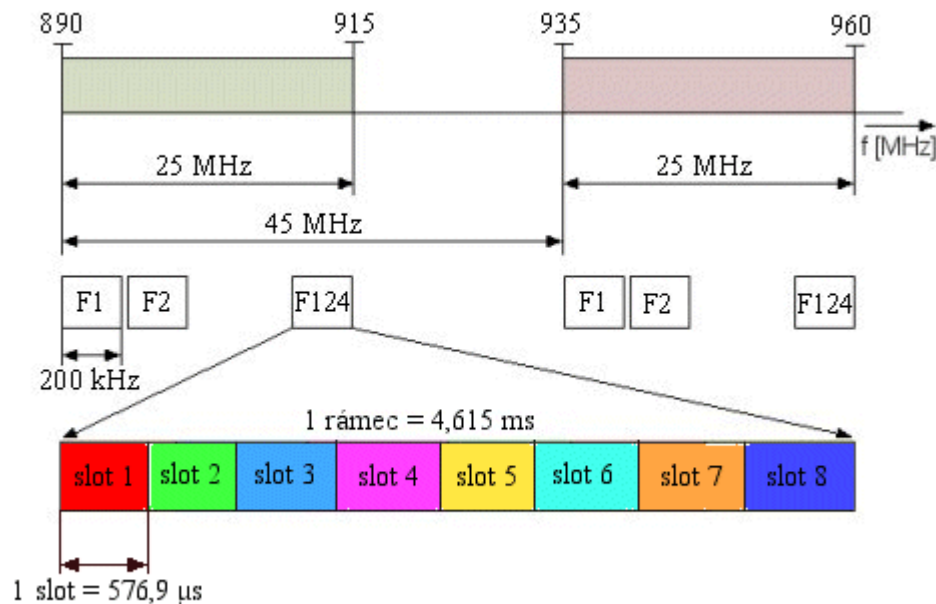 890 915 935 960
f [MHz]
25 MHz 25 MHz
45 MHz
F1 F2 F124 F1 F2 F124
200 kHz
1 rámec = 4,615 ms
slot 1 slot 2 slot 3 slot 4 slot 5 slot 6 slot 7 slot 8
1 slot = 576,9 μs